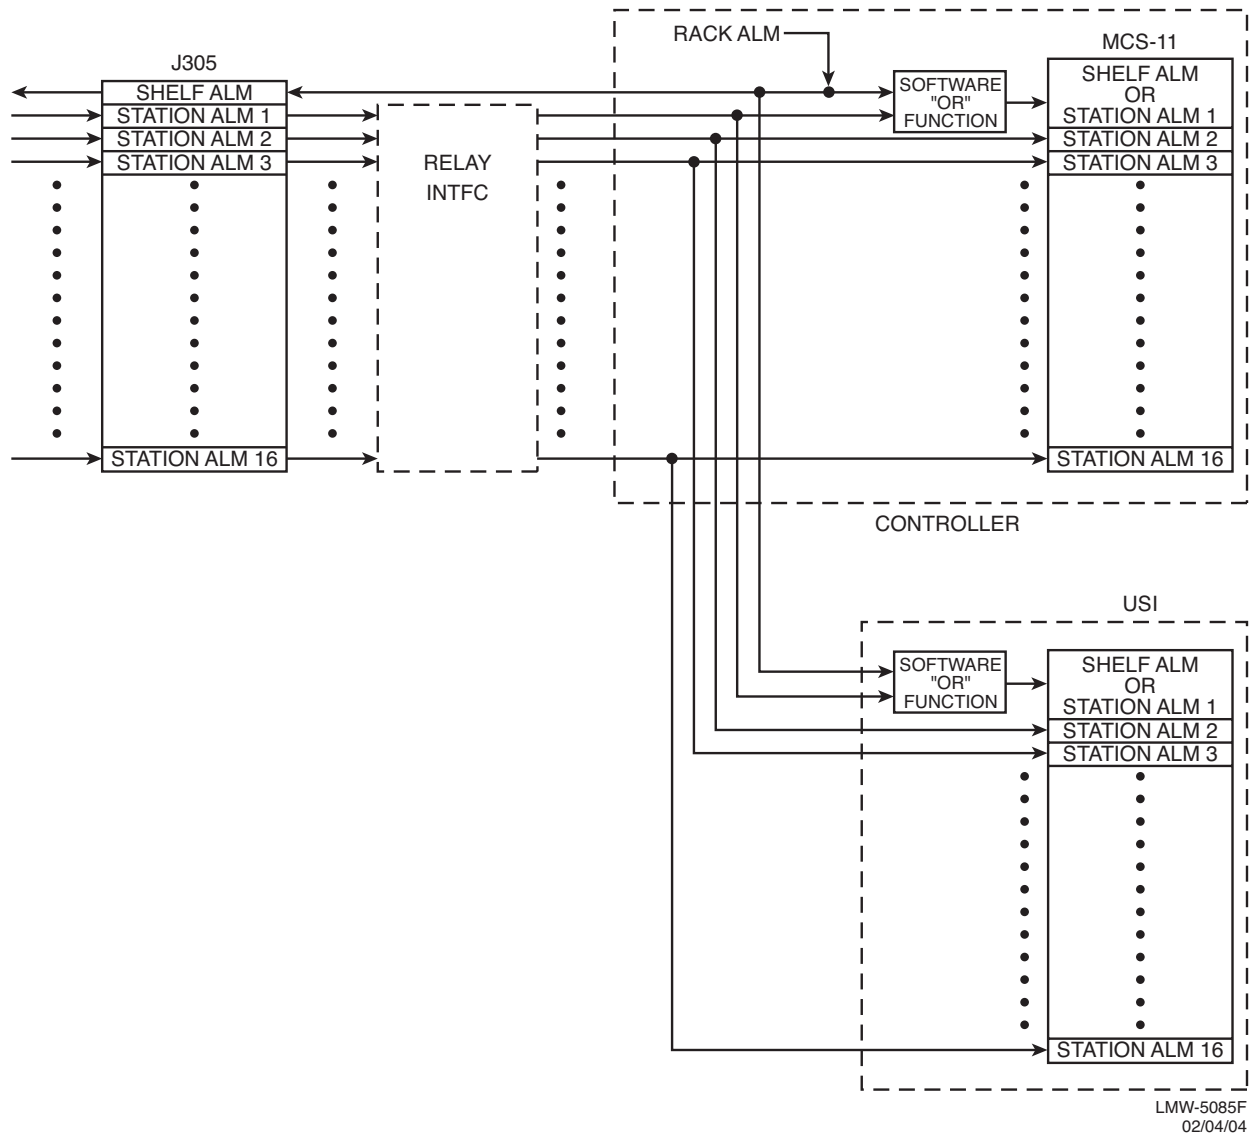 RACK ALM
MCS-11
J305
SHELF ALM
STATION ALM 1
STATION ALM 2
STATION ALM 3
STATION ALM 16
RELAY
INTFC
SOFTWARE
"OR"
FUNCTION
SHELF ALM
OR
STATION ALM 1
STATION ALM 2
STATION ALM 3
STATION ALM 16
CONTROLLER
USI
SOFTWARE
"OR"
FUNCTION
SHELF ALM
OR
STATION ALM 1
STATION ALM 2
STATION ALM 3
STATION ALM 16
LMW-5085F
02/04/04